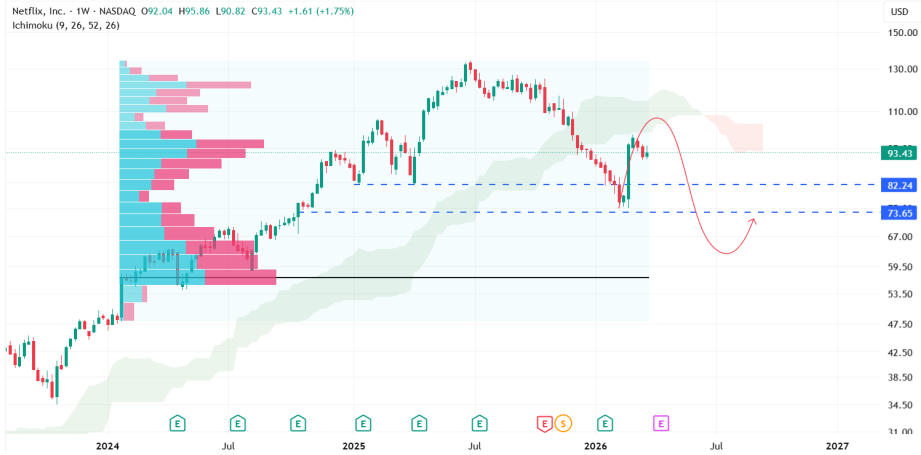 Netflix, Inc. · 1W · NASDAQ O92.04 H95.86 L90.82 C93.43 +1.61 (+1.75%)
USD
Ichimoku (9, 26, 52, 26)
150.00
130.00
110.00
93.43
82.24
73.65
67.00
59.50
53.50
47.50
42.50
38.50
34.50
31.00
E E E E E E E S E E
2024 Jul 2025 Jul 2026 Jul 2027